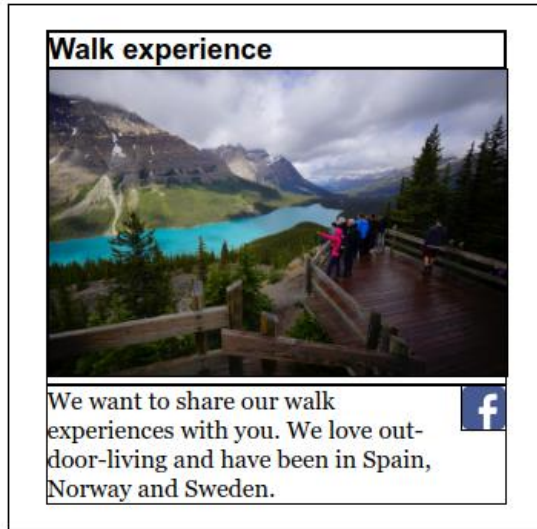 Walk experience
We want to share our walk
experiences with you. We love out-
door-living and have been in Spain,
Norway and Sweden.
f